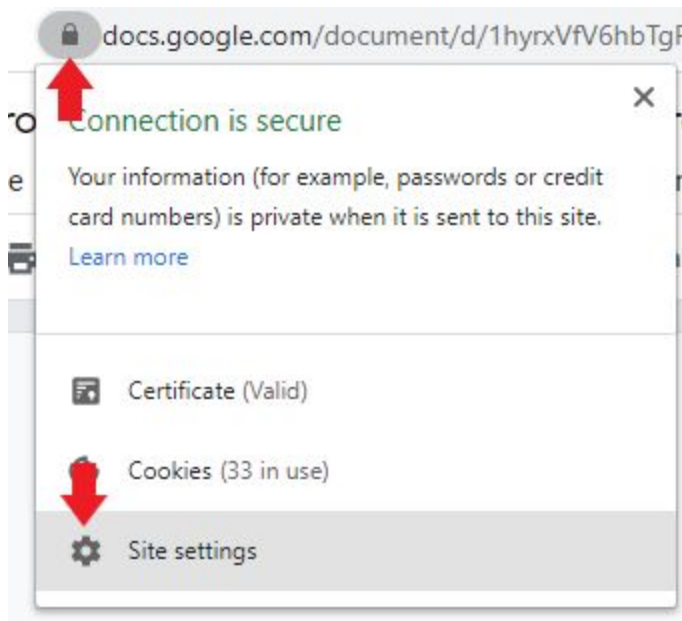 docs.google.com/document/d/1hyrxVfV6hbTgF
Connection is secure
Your information (for example, passwords or credit
card numbers) is private when it is sent to this site.
Learn more
Certificate (Valid)
Cookies (33 in use)
Site settings